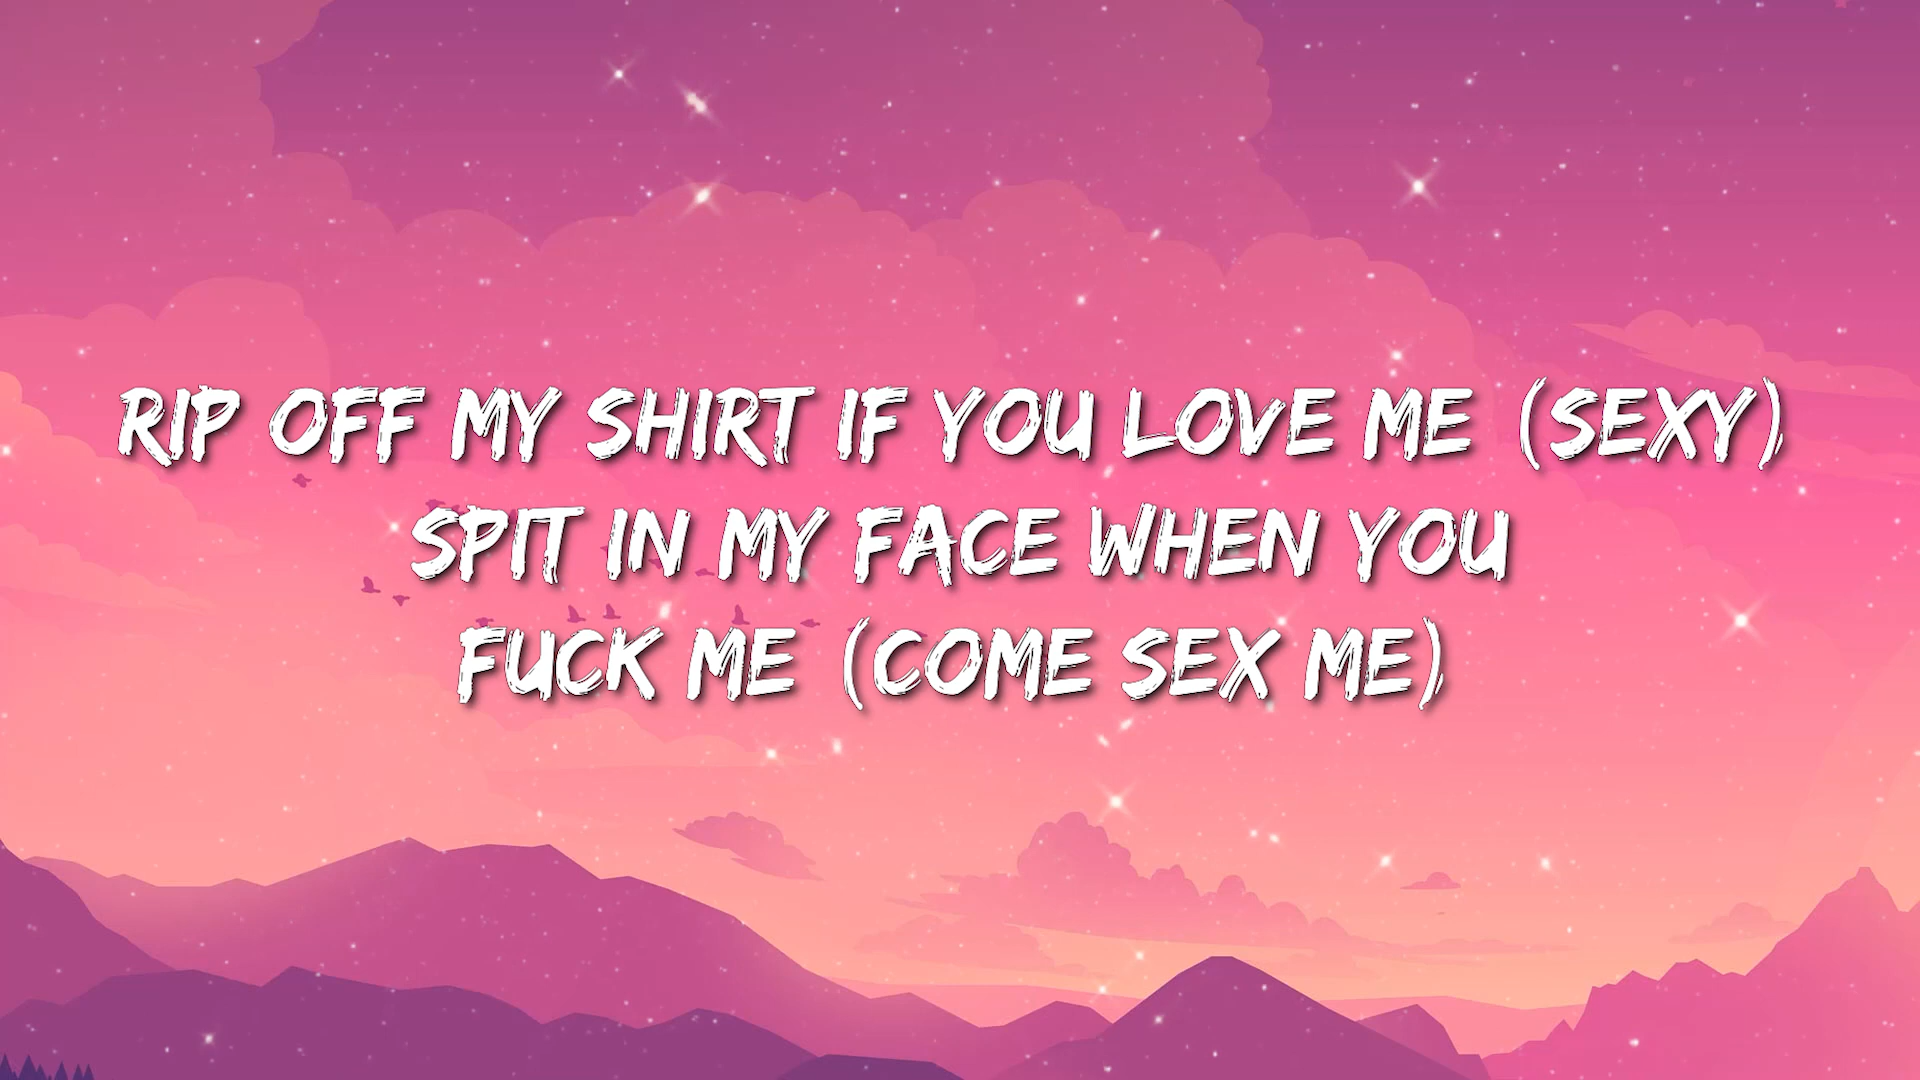 RIP OFF MY SHIRT IF YOU LOVE ME (SEXY)
SPIT IN MY FACE WHEN YOU
FUCK ME (COME SEX ME)